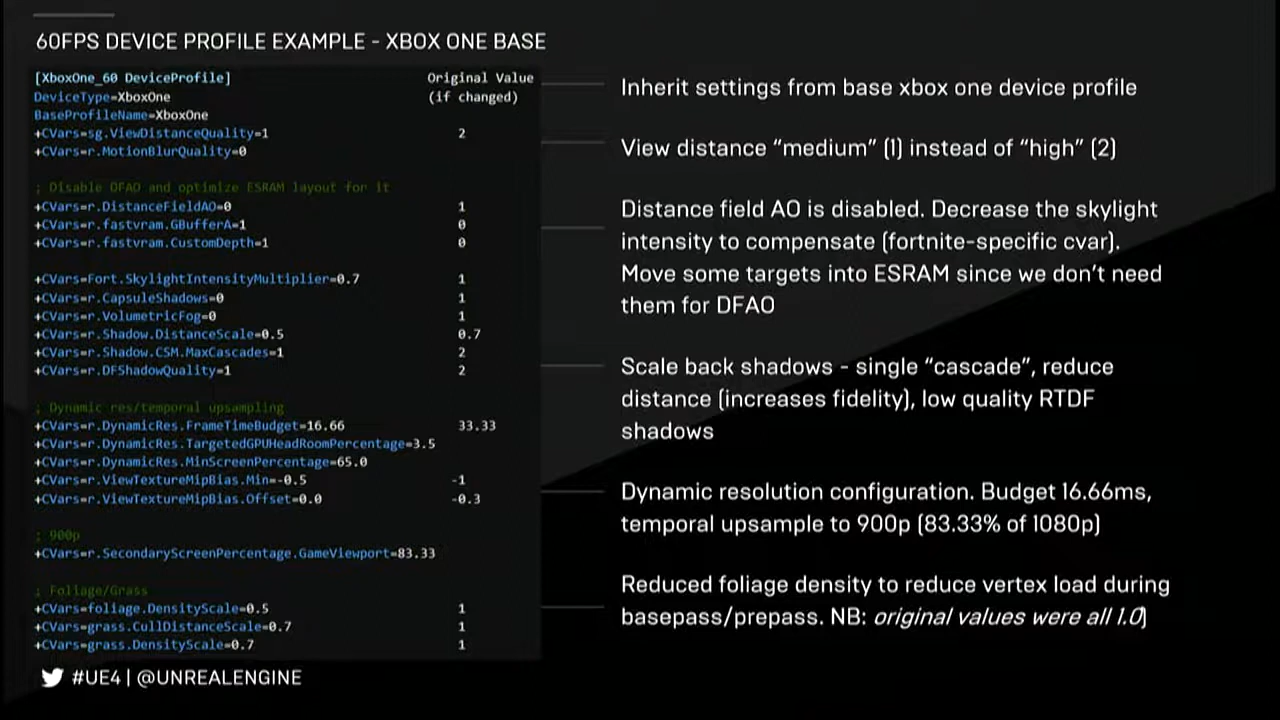 60FPS DEVICE PROFILE EXAMPLE - XBOX ONE BASE
[XboxOne_60 DeviceProfile] Original Value
DeviceType=XboxOne (if changed)
BaseProfileName=XboxOne
+CVars=sg.ViewDistanceQuality=1 2
+CVars=r.MotionBlurQuality=0
; Disable DFAO and optimize ESRAM layout for it
+CVars=r.DistanceFieldAO=0 1
+CVars=r.fastvram.GBufferA=1 0
+CVars=r.fastvram.CustomDepth=1 0
+CVars=Fort.SkylightIntensityMultiplier=0.7 1
+CVars=r.CapsuleShadows=0 1
+CVars=r.VolumetricFog=0 1
+CVars=r.Shadow.DistanceScale=0.5 0.7
+CVars=r.Shadow.CSM.MaxCascades=1 2
+CVars=r.DFShadowQuality=1 2
; Dynamic res/temporal upsampling
+CVars=r.DynamicRes.FrameTimeBudget=16.66 33.33
+CVars=r.DynamicRes.TargetedGPUHeadRoomPercentage=3.5
+CVars=r.DynamicRes.MinScreenPercentage=65.0
+CVars=r.ViewTextureMipBias.Min=-0.5 -1
+CVars=r.ViewTextureMipBias.Offset=0.0 -0.3
; 900p
+CVars=r.SecondaryScreenPercentage.GameViewport=83.33
; Foliage/Grass
+CVars=foliage.DensityScale=0.5 1
+CVars=grass.CullDistanceScale=0.7 1
+CVars=grass.DensityScale=0.7 1
Inherit settings from base xbox one device profile
View distance “medium” (1) instead of “high” (2)
Distance field AO is disabled. Decrease the skylight
intensity to compensate (fortnite-specific cvar).
Move some targets into ESRAM since we don’t need
them for DFAO
Scale back shadows - single “cascade”, reduce
distance (increases fidelity), low quality RTDF
shadows
Dynamic resolution configuration. Budget 16.66ms,
temporal upsample to 900p (83.33% of 1080p)
Reduced foliage density to reduce vertex load during
basepass/prepass. NB: original values were all 1.0)
#UE4 | @UNREALENGINE